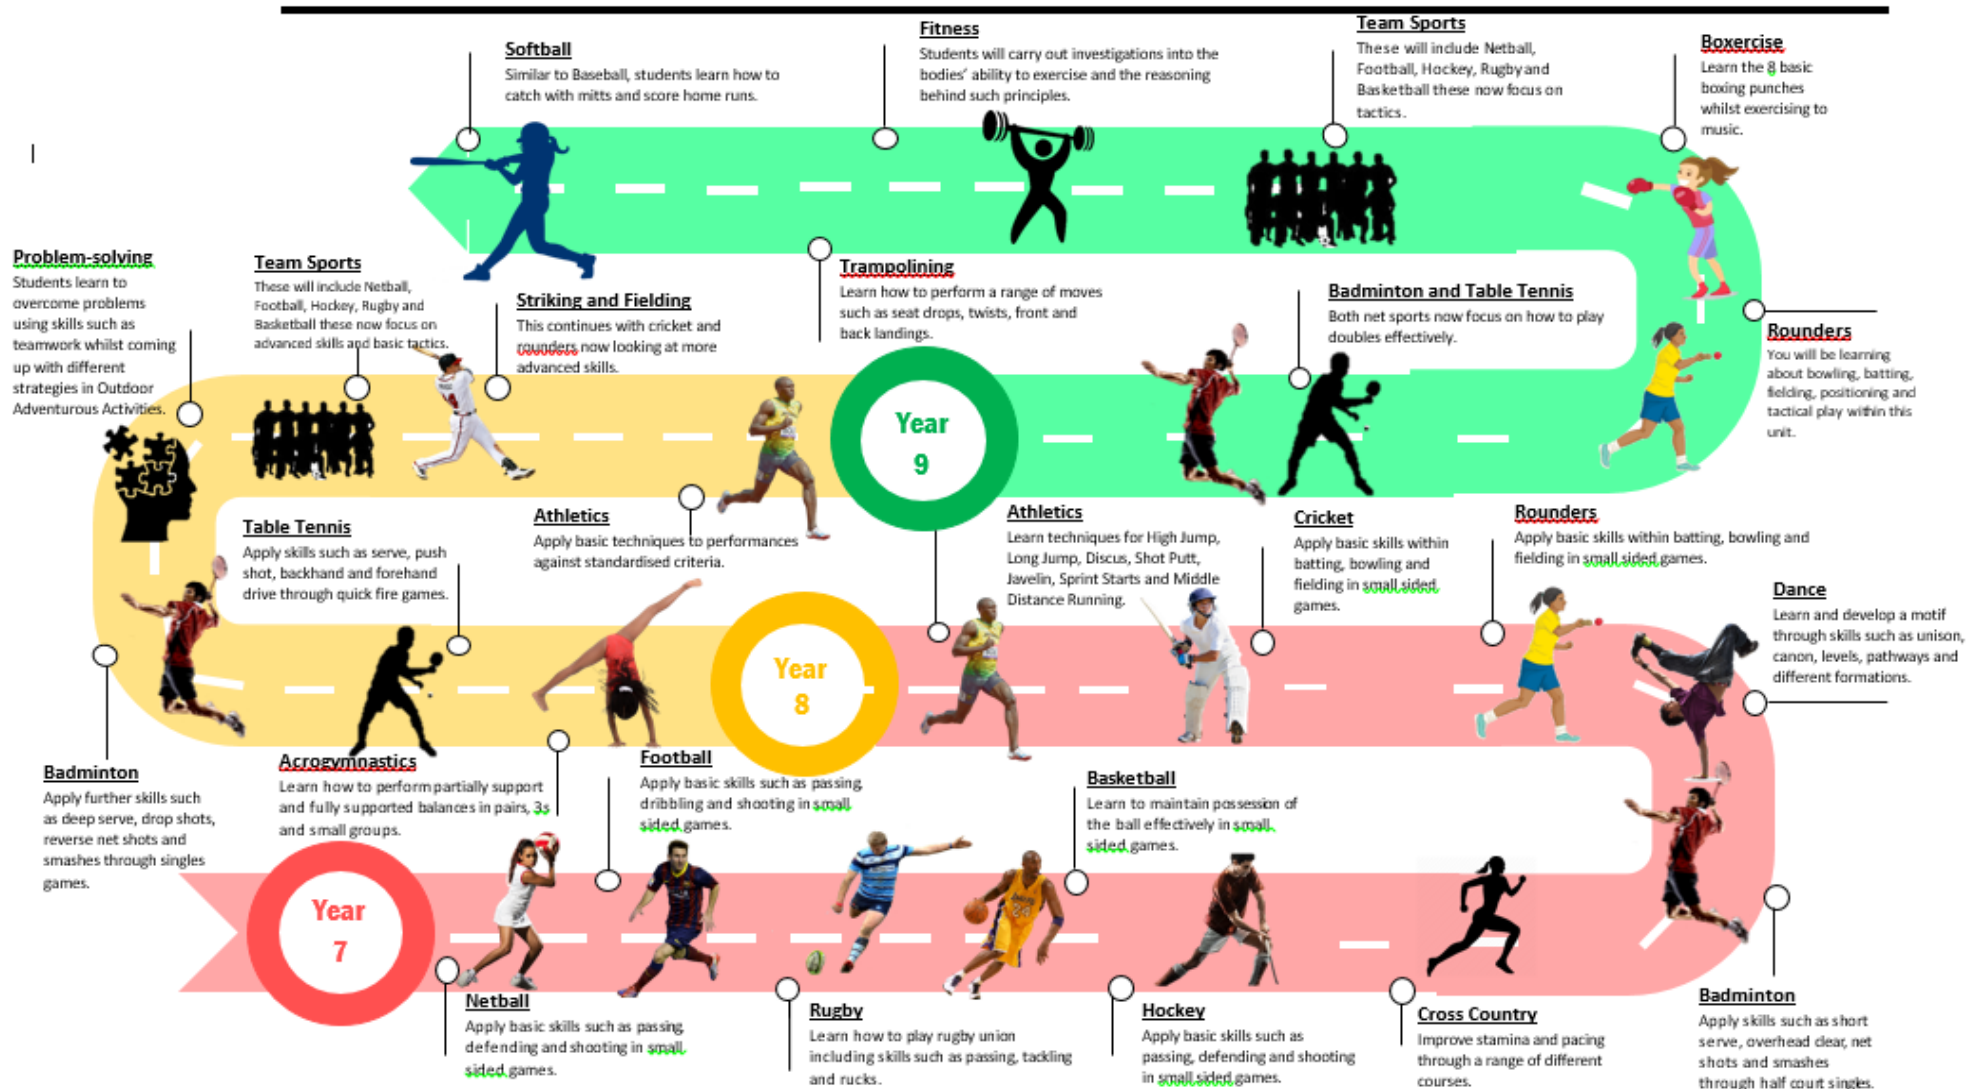 Softball
Similar to Baseball, students learn how to
catch with mitts and score home runs.
Fitness
Students will carry out investigations into the
bodies' ability to exercise and the reasoning
behind such principles.
Team Sports
These will include Netball,
Football, Hockey, Rugby and
Basketball these now focus on
tactics.
Boxercise
Learn the 8 basic
boxing punches
whilst exercising to
music.
Problem-solving
Students learn to
overcome problems
using skills such as
teamwork whilst coming
up with different
strategies in Outdoor
Adventurous Activities.
Team Sports
These will include Netball,
Football, Hockey, Rugby and
Basketball these now focus on
advanced skills and basic tactics.
Striking and Fielding
This continues with cricket and
rounders now looking at more
advanced skills.
Trampolining
Learn how to perform a range of moves
such as seat drops, twists, front and
back landings.
Badminton and Table Tennis
Both net sports now focus on how to play
doubles effectively.
Rounders
You will be learning
about bowling, batting,
fielding, positioning and
tactical play within this
unit.
Year
9
Table Tennis
Apply skills such as serve, push
shot, backhand and forehand
drive through quick fire games.
Athletics
Apply basic techniques to performances
against standardised criteria.
Athletics
Learn techniques for High Jump,
Long Jump, Discus, Shot Putt,
Javelin, Sprint Starts and Middle
Distance Running.
Cricket
Apply basic skills within
batting, bowling and
fielding in small sided
games.
Rounders
Apply basic skills within batting, bowling and
fielding in small sided games.
Dance
Learn and develop a motif
through skills such as unison,
canon, levels, pathways and
different formations.
Year
8
Badminton
Apply further skills such
as deep serve, drop shots,
reverse net shots and
smashes through singles
games.
Acrogymnastics
Learn how to perform partially support
and fully supported balances in pairs, 3s
and small groups.
Football
Apply basic skills such as passing,
dribbling and shooting in small
sided games.
Basketball
Learn to maintain possession of
the ball effectively in small
sided games.
24
Year
7
Netball
Apply basic skills such as passing,
defending and shooting in small
sided games.
Rugby
Learn how to play rugby union
including skills such as passing, tackling
and rucks.
Hockey
Apply basic skills such as
passing, defending and shooting
in small sided games.
Cross Country
Improve stamina and pacing
through a range of different
courses.
Badminton
Apply skills such as short
serve, overhead clear, net
shots and smashes
through half court singles.